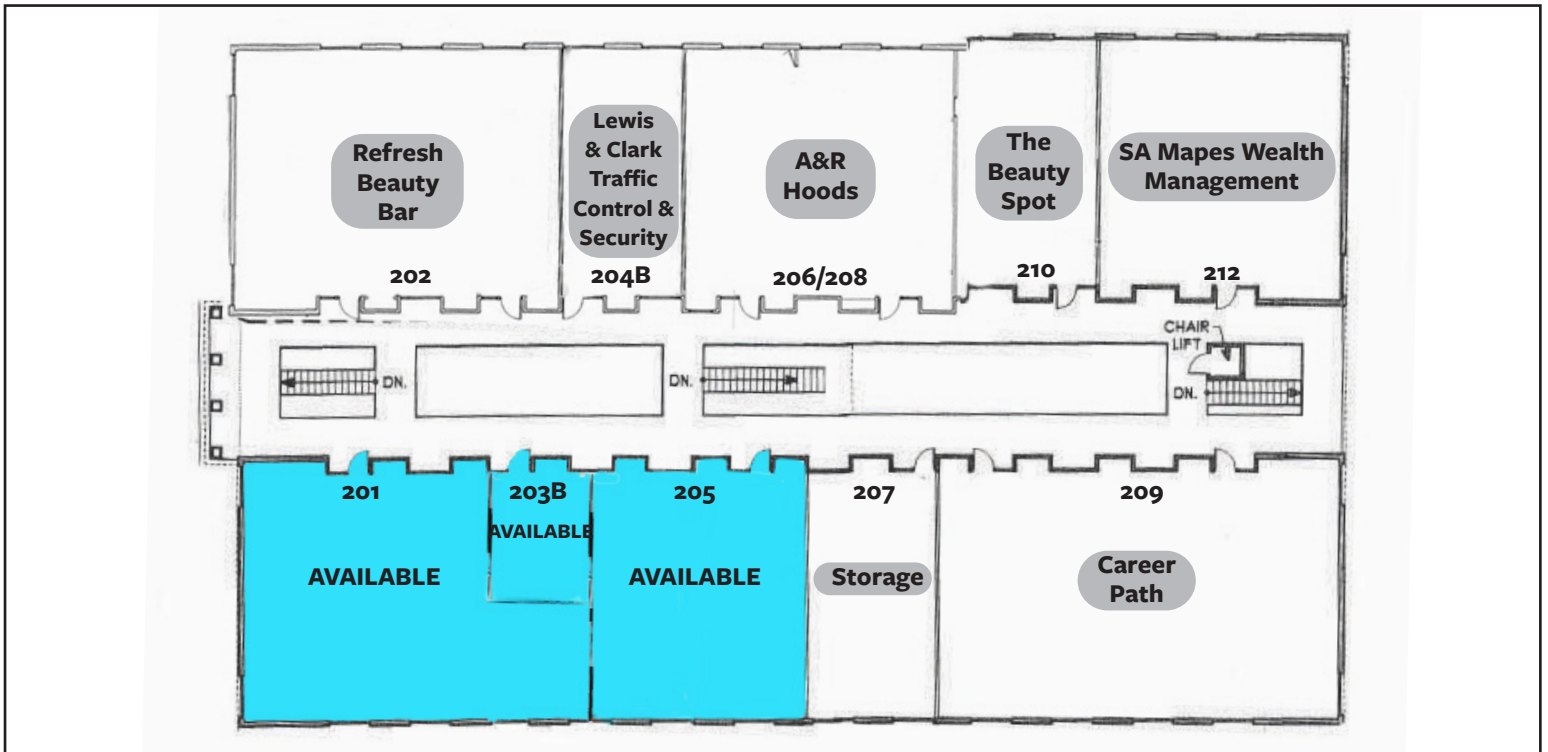 Refresh
Beauty
Bar
202
Lewis
& Clark
Traffic
Control &
Security
204B
A&R
Hoods
206/208
The
Beauty
Spot
210
SA Mapes Wealth
Management
212
CHAIR
LIFT
DN.
DN.
DN.
201
AVAILABLE
203B
AVAILABLE
205
AVAILABLE
207
Storage
209
Career
Path